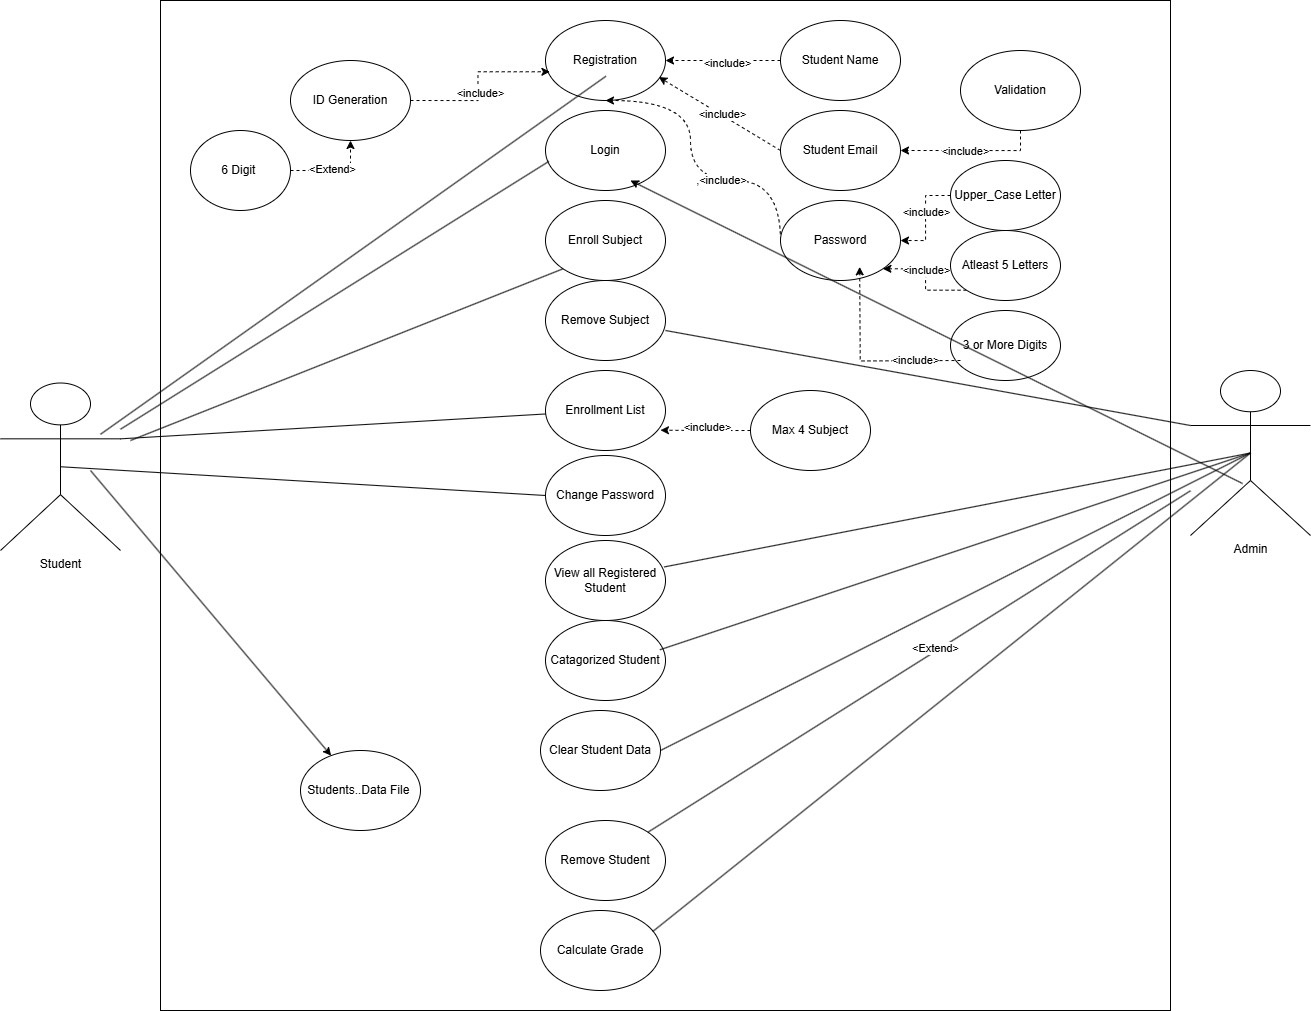 Registration
<include>
Student Name
ID Generation
<include>
Validation
<include>
Login
Student Email
<include>
6 Digit
<Extend>
<include>
Upper_Case Letter
<include>
Enroll Subject
Password
Atleast 5 Letters
<include>
Remove Subject
3 or More Digits
<include>
Enrollment List
<include>
Max 4 Subject
Change Password
Student
Admin
View all Registered
Student
<Extend>
Catagorized Student
Clear Student Data
Students..Data File
Remove Student
Calculate Grade